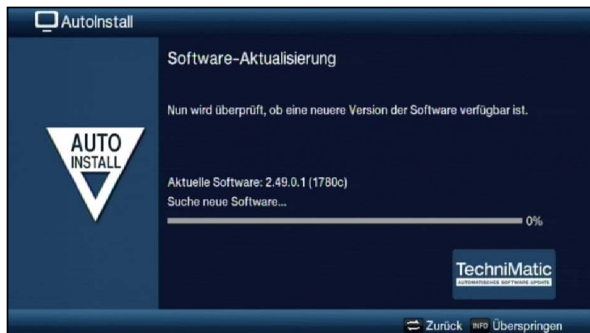 AutoInstall
Software-Aktualisierung
Nun wird überprüft, ob eine neuere Version der Software verfügbar ist.
AUTO
INSTALL
Aktuelle Software: 2.49.0.1 (1780c)
Suche neue Software...
0%
TechniMatic
AUTOMATISCHES SOFTWARE UPDATE
Zurück INFO Überspringen